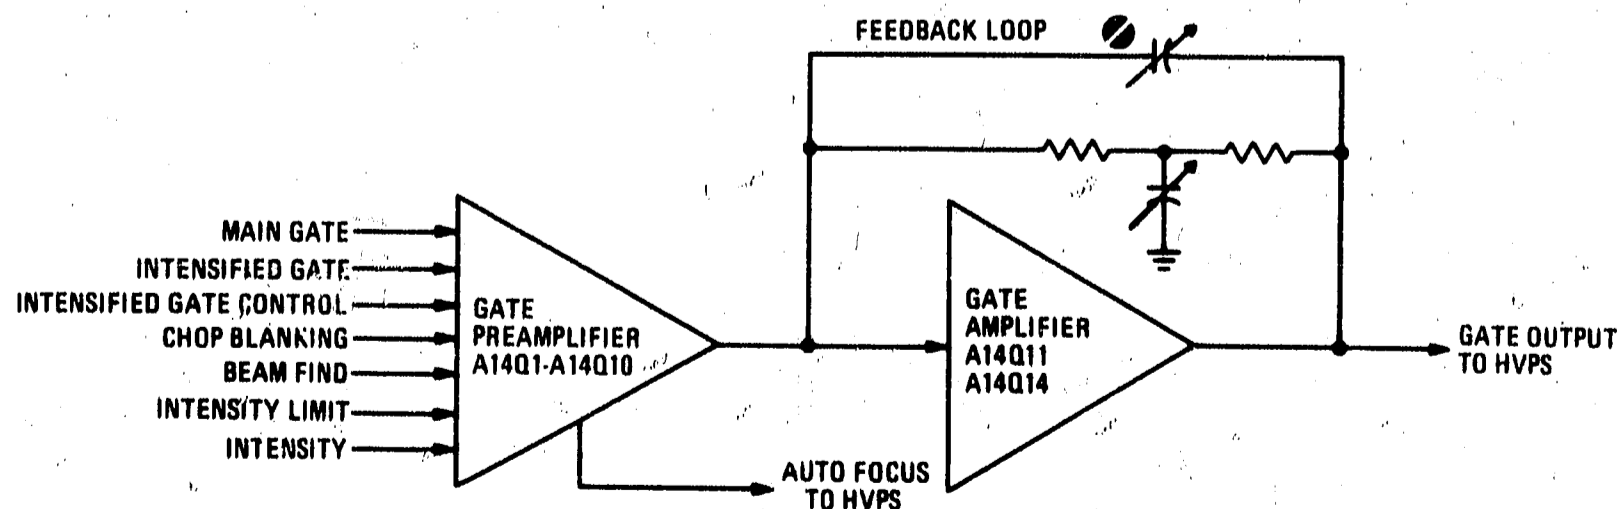 FEEDBACK LOOP
MAIN GATE
INTENSIFIED GATE
INTENSIFIED GATE CONTROL
CHOP BLANKING
BEAM FIND
INTENSITY LIMIT
INTENSITY
GATE
PREAMPLIFIER
A14Q1-A14Q10
AUTO FOCUS
TO HVPS
GATE
AMPLIFIER
A14Q11
A14Q14
GATE OUTPUT
TO HVPS